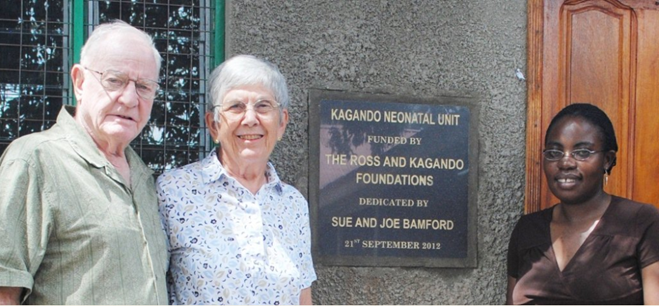 KAGANDO NEONATAL UNIT
FUNDED BY
THE ROSS AND KAGANDO
FOUNDATIONS
DEDICATED BY
SUE AND JOE BAMFORD
21ST SEPTEMBER 2012